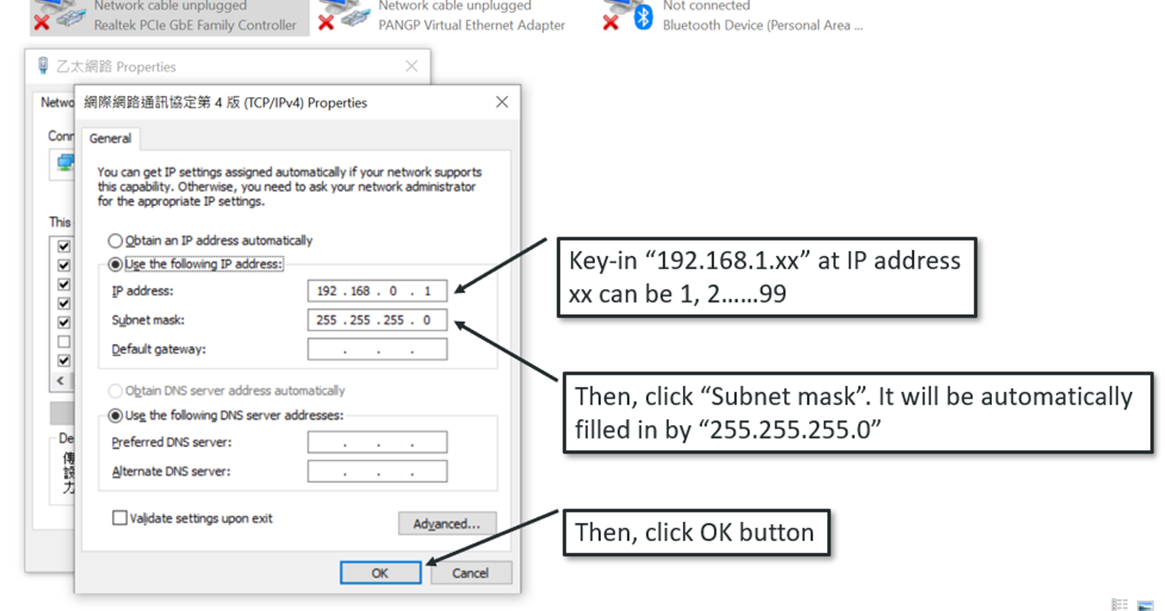 Network cable unplugged
Realtek PCIe GbE Family Controller
Network cable unplugged
PANGP Virtual Ethernet Adapter
Not connected
Bluetooth Device (Personal Area ...
乙太網路 Properties
Netwo
Conn
This
De
傳
設
力
網際網路通訊協定第 4 版 (TCP/IPv4) Properties
General
You can get IP settings assigned automatically if your network supports
this capability. Otherwise, you need to ask your network administrator
for the appropriate IP settings.
Obtain an IP address automatically
Use the following IP address:
IP address: 192 . 168 . 0 . 1
Subnet mask: 255 . 255 . 255 . 0
Default gateway: . . .
Obtain DNS server address automatically
Use the following DNS server addresses:
Preferred DNS server: . . .
Alternate DNS server: . . .
Validate settings upon exit
Advanced...
OK
Cancel
Key-in “192.168.1.xx” at IP address
xx can be 1, 2......99
Then, click “Subnet mask”. It will be automatically
filled in by “255.255.255.0”
Then, click OK button